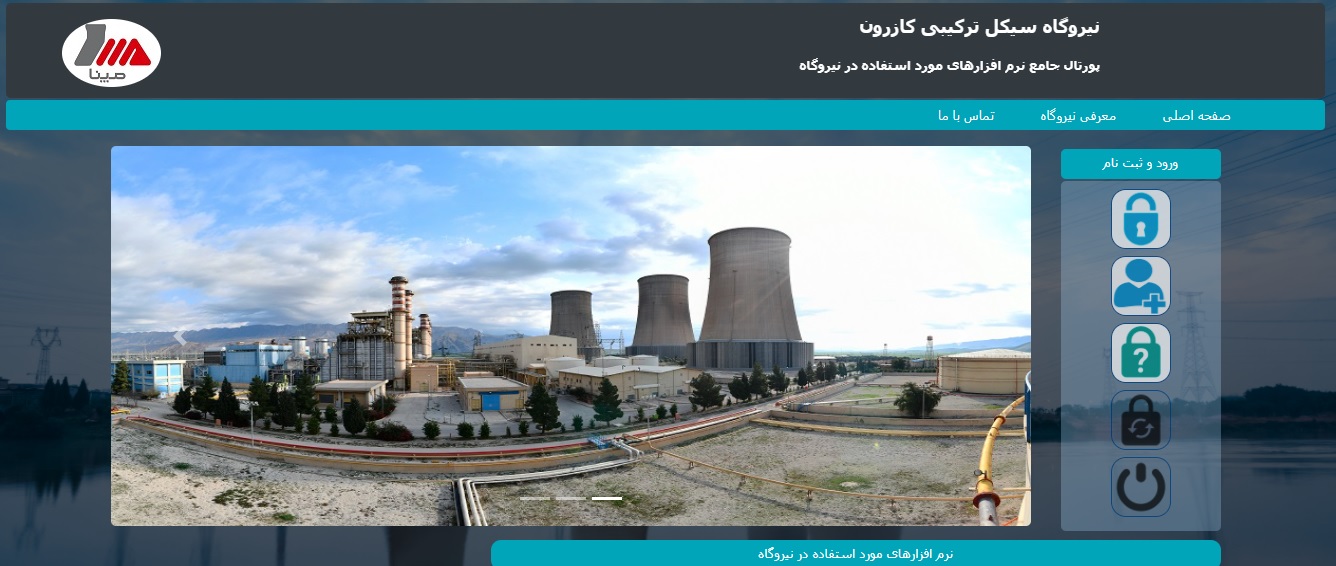 نیروگاه سیکل ترکیبی کازرون
پورتال جامع نرم افزارهای مورد استفاده در نیروگاه
مپنا
صفحه اصلی
معرفی نیروگاه
تماس با ما
ورود و ثبت نام
?
نرم افزارهای مورد استفاده در نیروگاه